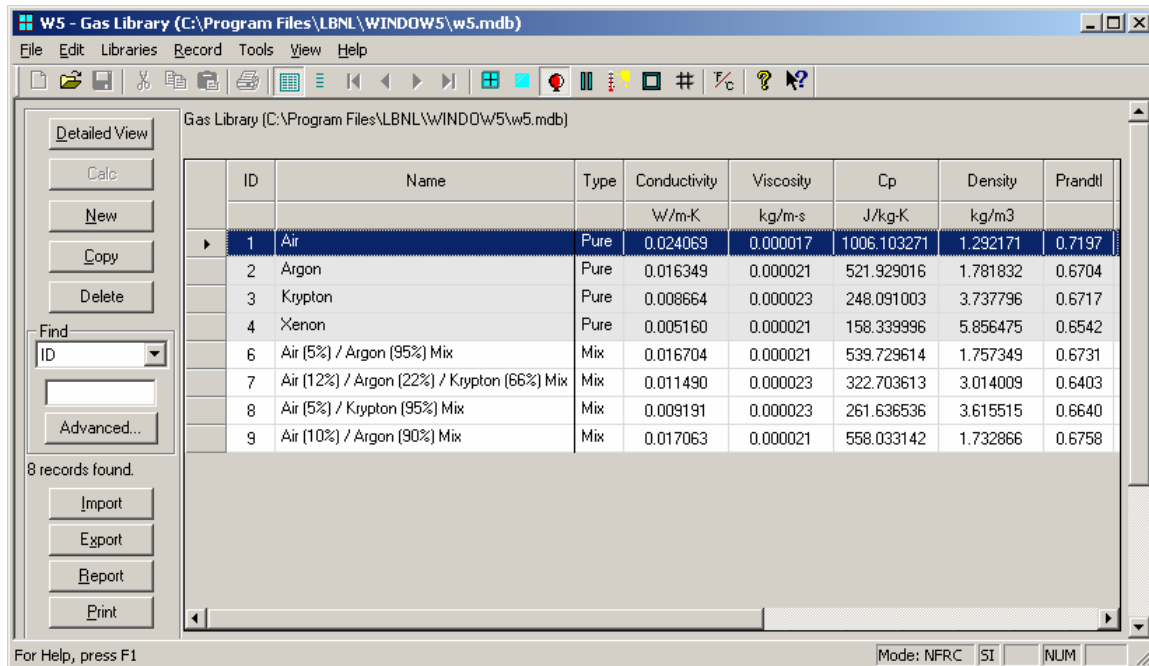 W5 - Gas Library (C:\Program Files\LBNL\WINDOW5\w5.mdb)
File Edit Libraries Record Tools View Help
Gas Library (C:\Program Files\LBNL\WINDOW5\w5.mdb)
Detailed View
Calc
New
Copy
Delete
Find
ID
Advanced...
8 records found.
Import
Export
Report
Print
ID Name Type Conductivity Viscosity Cp Density Prandtl
W/m-K kg/m-s J/kg-K kg/m3
1 Air Pure 0.024069 0.000017 1006.103271 1.292171 0.7197
2 Argon Pure 0.016349 0.000021 521.929016 1.781832 0.6704
3 Krypton Pure 0.008664 0.000023 248.091003 3.737796 0.6717
4 Xenon Pure 0.005160 0.000021 158.339996 5.856475 0.6542
6 Air (5%) / Argon (95%) Mix Mix 0.016704 0.000021 539.729614 1.757349 0.6731
7 Air (12%) / Argon (22%) / Krypton (66%) Mix Mix 0.011490 0.000023 322.703613 3.014009 0.6403
8 Air (5%) / Krypton (95%) Mix Mix 0.009191 0.000023 261.636536 3.615515 0.6640
9 Air (10%) / Argon (90%) Mix Mix 0.017063 0.000021 558.033142 1.732866 0.6758
For Help, press F1
Mode: NFRC SI NUM